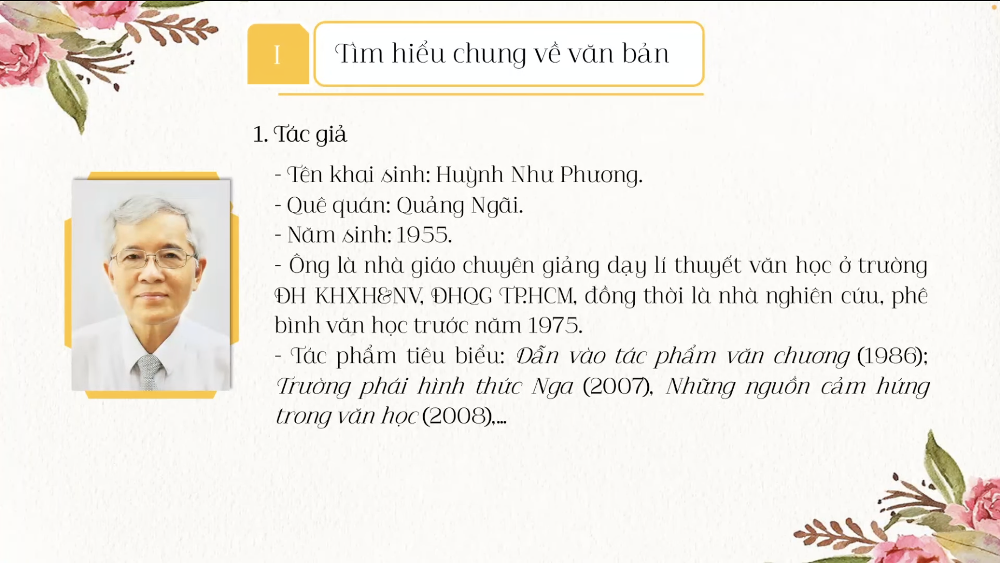 I
Tìm hiểu chung về văn bản
1. Tác giả
- Tên khai sinh: Huỳnh Như Phương.
- Quê quán: Quảng Ngãi.
- Năm sinh: 1955.
- Ông là nhà giáo chuyên giảng dạy lí thuyết văn học ở trường
ĐH KHXH&NV, ĐHQG TP.HCM, đồng thời là nhà nghiên cứu, phê
bình văn học trước năm 1975.
- Tác phẩm tiêu biểu: Dẫn vào tác phẩm văn chương (1986);
Trường phái hình thức Nga (2007), Những nguồn cảm hứng
trong văn học (2008),...